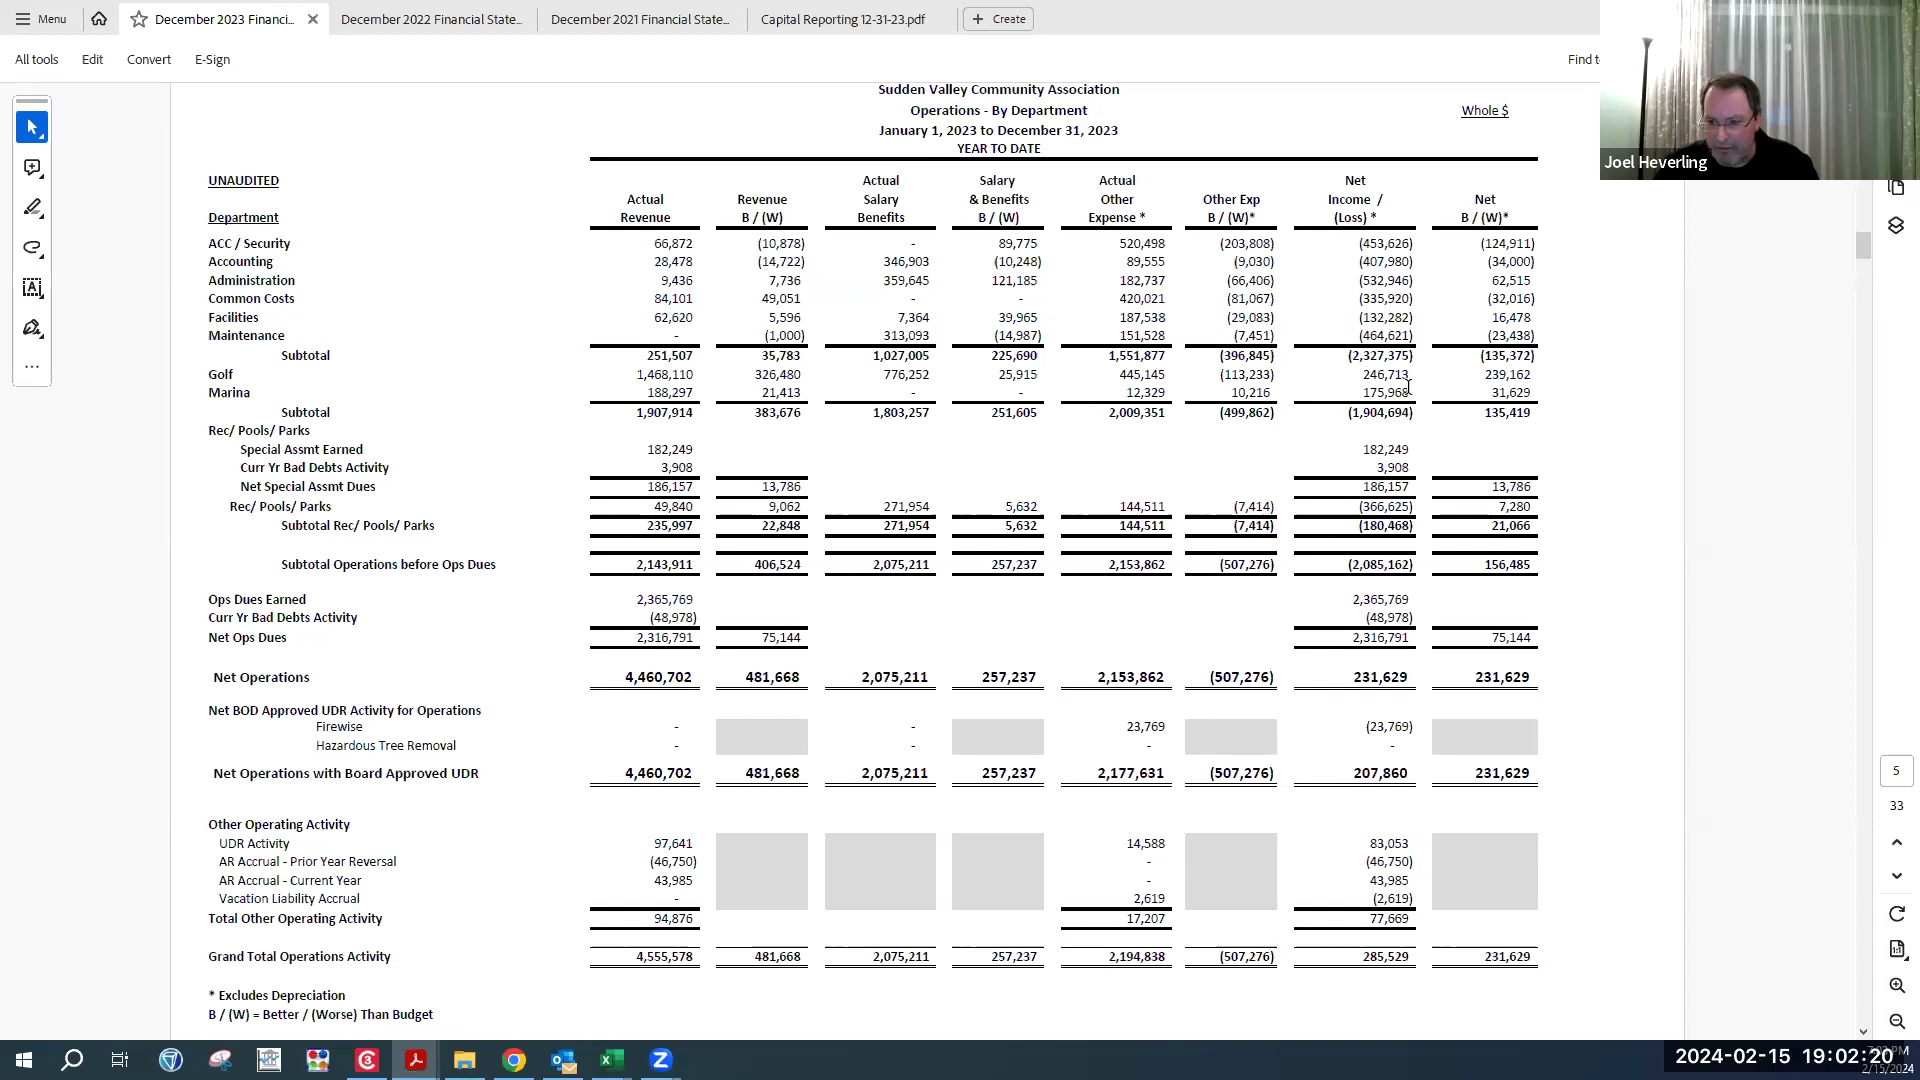 Menu
December 2023 Financi...
December 2022 Financial State...
December 2021 Financial State...
Capital Reporting 12-31-23.pdf
Create
All tools Edit Convert E-Sign
Joel Heverling
Sudden Valley Community Association
Operations - By Department
Whole $
January 1, 2023 to December 31, 2023
YEAR TO DATE
UNAUDITED
Actual Salary Actual Net
Actual Revenue Salary & Benefits Other Other Exp Income / Net
Department Revenue B / (W) Benefits B / (W) Expense * B / (W)* (Loss) * B / (W)*
ACC / Security 66,872 (10,878) - 89,775 520,498 (203,808) (453,626) (124,911)
Accounting 28,478 (14,722) 346,903 (10,248) 89,555 (9,030) (407,980) (34,000)
Administration 9,436 7,736 359,645 121,185 182,737 (66,406) (532,946) 62,515
Common Costs 84,101 49,051 - - 420,021 (81,067) (335,920) (32,016)
Facilities 62,620 5,596 7,364 39,965 187,538 (29,083) (132,282) 16,478
Maintenance - (1,000) 313,093 (14,987) 151,528 (7,451) (464,621) (23,438)
Subtotal 251,507 35,783 1,027,005 225,690 1,551,877 (396,845) (2,327,375) (135,372)
Golf 1,468,110 326,480 776,252 25,915 445,145 (113,233) 246,713 239,162
Marina 188,297 21,413 - - 12,329 10,216 175,968 31,629
Subtotal 1,907,914 383,676 1,803,257 251,605 2,009,351 (499,862) (1,904,694) 135,419
Rec/ Pools/ Parks
Special Assmt Earned 182,249 182,249
Curr Yr Bad Debts Activity 3,908 3,908
Net Special Assmt Dues 186,157 13,786 186,157 13,786
Rec/ Pools/ Parks 49,840 9,062 271,954 5,632 144,511 (7,414) (366,625) 7,280
Subtotal Rec/ Pools/ Parks 235,997 22,848 271,954 5,632 144,511 (7,414) (180,468) 21,066
Subtotal Operations before Ops Dues 2,143,911 406,524 2,075,211 257,237 2,153,862 (507,276) (2,085,162) 156,485
Ops Dues Earned 2,365,769 2,365,769
Curr Yr Bad Debts Activity (48,978) (48,978)
Net Ops Dues 2,316,791 75,144 2,316,791 75,144
Net Operations 4,460,702 481,668 2,075,211 257,237 2,153,862 (507,276) 231,629 231,629
Net BOD Approved UDR Activity for Operations
Firewise - - 23,769 (23,769)
Hazardous Tree Removal - - - -
Net Operations with Board Approved UDR 4,460,702 481,668 2,075,211 257,237 2,177,631 (507,276) 207,860 231,629
Other Operating Activity
UDR Activity 97,641 14,588 83,053
AR Accrual - Prior Year Reversal (46,750) - (46,750)
AR Accrual - Current Year 43,985 - 43,985
Vacation Liability Accrual - 2,619 (2,619)
Total Other Operating Activity 94,876 17,207 77,669
Grand Total Operations Activity 4,555,578 481,668 2,075,211 257,237 2,194,838 (507,276) 285,529 231,629
* Excludes Depreciation
B / (W) = Better / (Worse) Than Budget
5
33
2024-02-15 19:02:20
2/15/2024